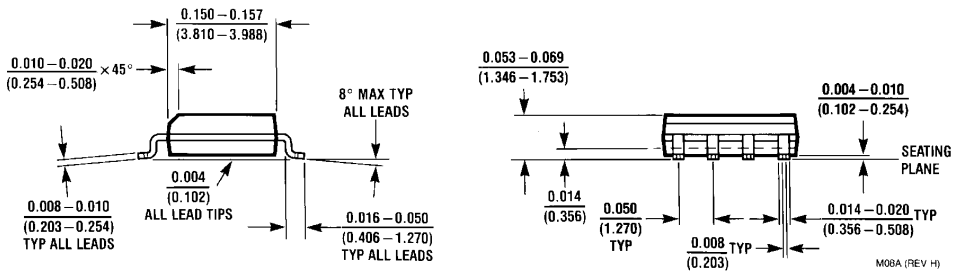 0.150 – 0.157
(3.810 – 3.988)
0.010 – 0.020
(0.254 – 0.508)
×45°
8° MAX TYP
ALL LEADS
0.004
(0.102)
ALL LEAD TIPS
0.008 – 0.010
(0.203 – 0.254)
TYP ALL LEADS
0.016 – 0.050
(0.406 – 1.270)
TYP ALL LEADS
0.053 – 0.069
(1.346 – 1.753)
0.004 – 0.010
(0.102 – 0.254)
SEATING
PLANE
0.014
(0.356)
0.050
(1.270)
TYP
0.014 – 0.020 TYP
(0.356 – 0.508)
0.008 TYP
(0.203)
M08A (REV H)